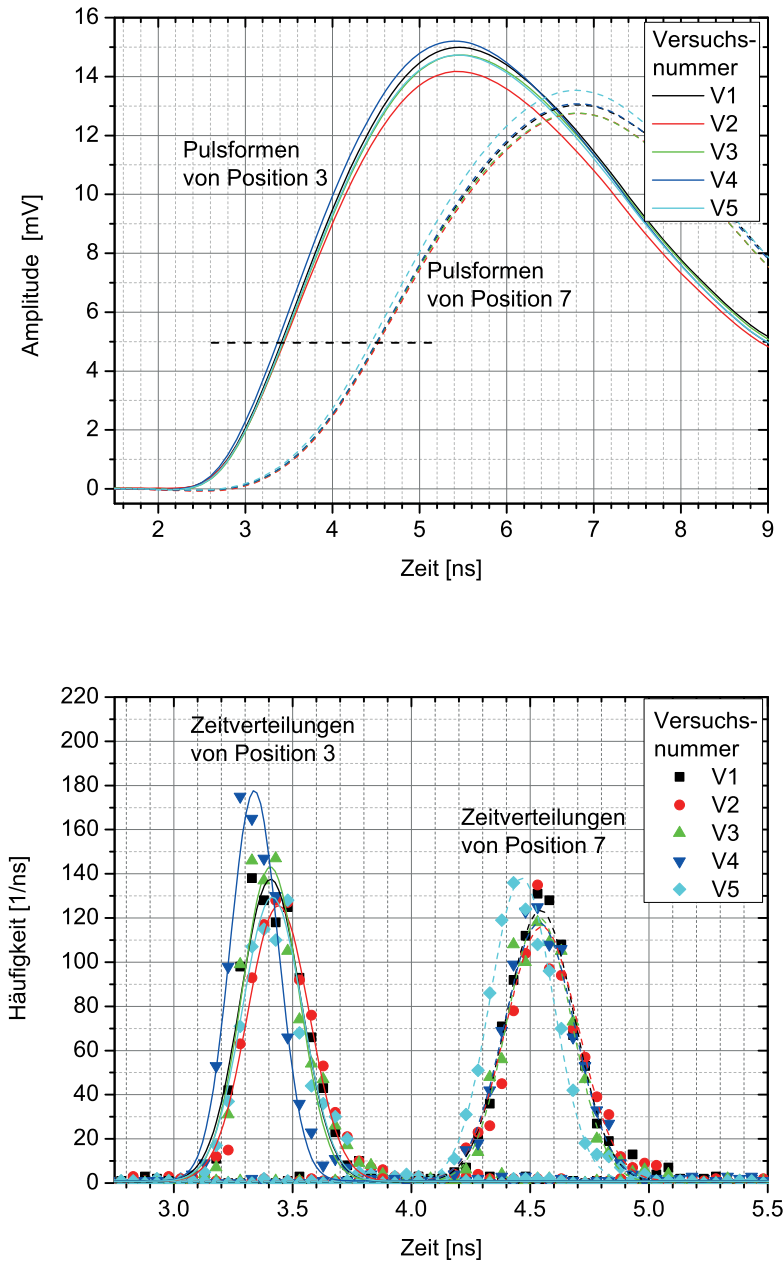 16
14
12
10
8
6
4
2
0
Amplitude [mV]
2 3 4 5 6 7 8 9
Zeit [ns]
Pulsformen
von Position 3
Pulsformen
von Position 7
Versuchs-
nummer
V1
V2
V3
V4
V5
220
200
180
160
140
120
100
80
60
40
20
0
Häufigkeit [1/ns]
3.0 3.5 4.0 4.5 5.0 5.5
Zeit [ns]
Zeitverteilungen
von Position 3
Zeitverteilungen
von Position 7
Versuchs-
nummer
V1
V2
V3
V4
V5